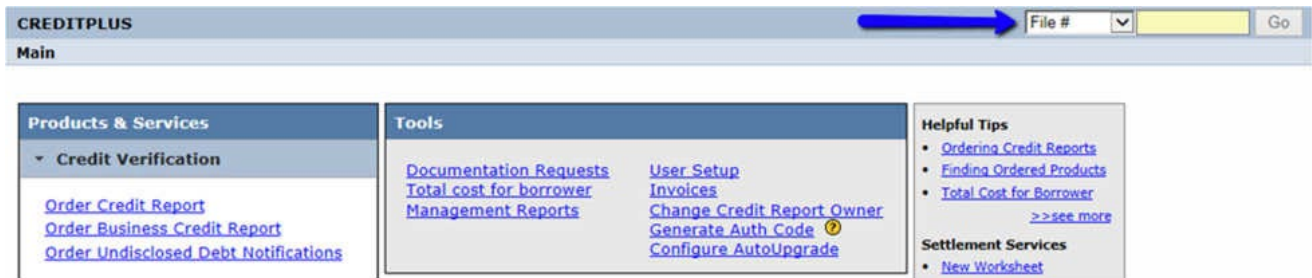 CREDITPLUS
File #
Go
Main
Products & Services
Credit Verification
Order Credit Report
Order Business Credit Report
Order Undisclosed Debt Notifications
Tools
Documentation Requests
Total cost for borrower
Management Reports
User Setup
Invoices
Change Credit Report Owner
Generate Auth Code ?
Configure AutoUpgrade
Helpful Tips
• Ordering Credit Reports
• Finding Ordered Products
• Total Cost for Borrower
>>see more
Settlement Services
• New Worksheet